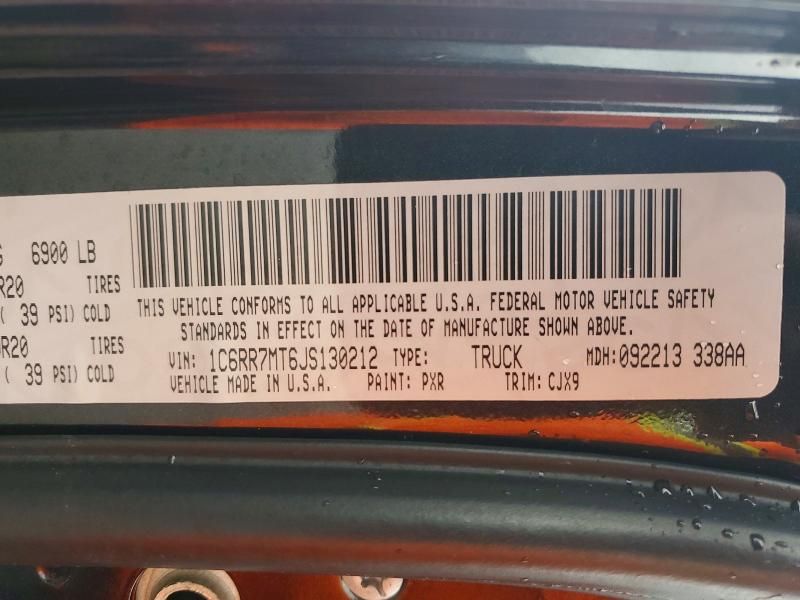 6900 LB
R20 TIRES
( 39 PSI) COLD
R20 TIRES
( 39 PSI) COLD
THIS VEHICLE CONFORMS TO ALL APPLICABLE U.S.A. FEDERAL MOTOR VEHICLE SAFETY
STANDARDS IN EFFECT ON THE DATE OF MANUFACTURE SHOWN ABOVE.
VIN: 1C6RR7MT6JS130212 TYPE: TRUCK MDH: 092213 338AA
VEHICLE MADE IN U.S.A. PAINT: PXR TRIM: CJX9